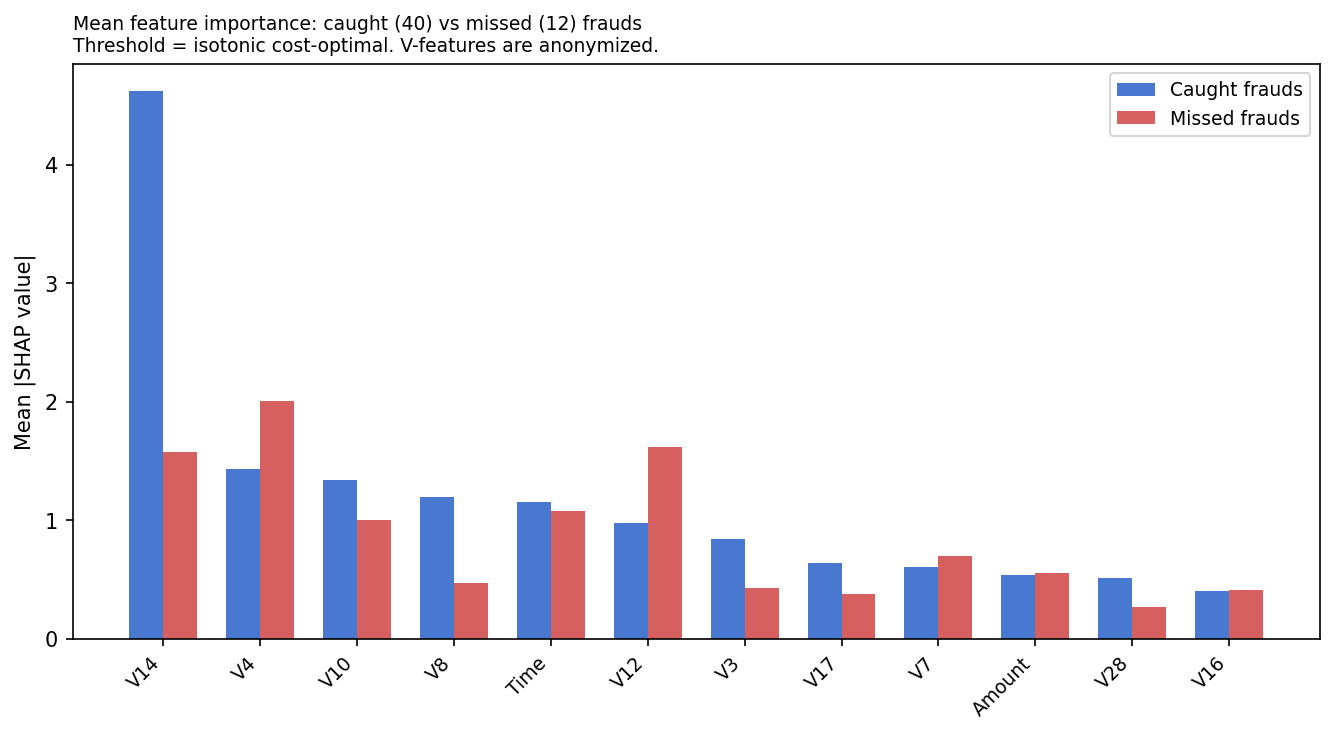 Mean feature importance: caught (40) vs missed (12) frauds
Threshold = isotonic cost-optimal. V-features are anonymized.
Caught frauds
Missed frauds
Mean |SHAP value|
4
3
2
1
0
V14
V4
V10
V8
Time
V12
V3
V17
V7
Amount
V28
V16